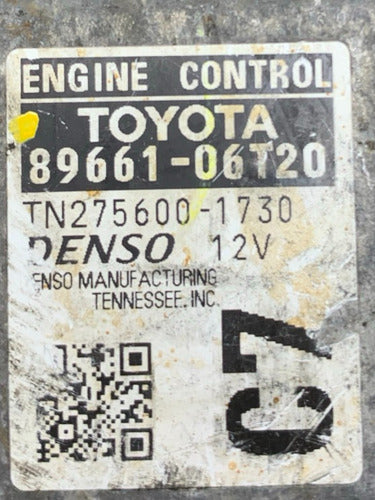 ENGINE CONTROL
TOYOTA
89661-06T20
TN275600-1730
DENSO 12V
ENSO MANUFACTURING
TENNESSEE, INC.
C7